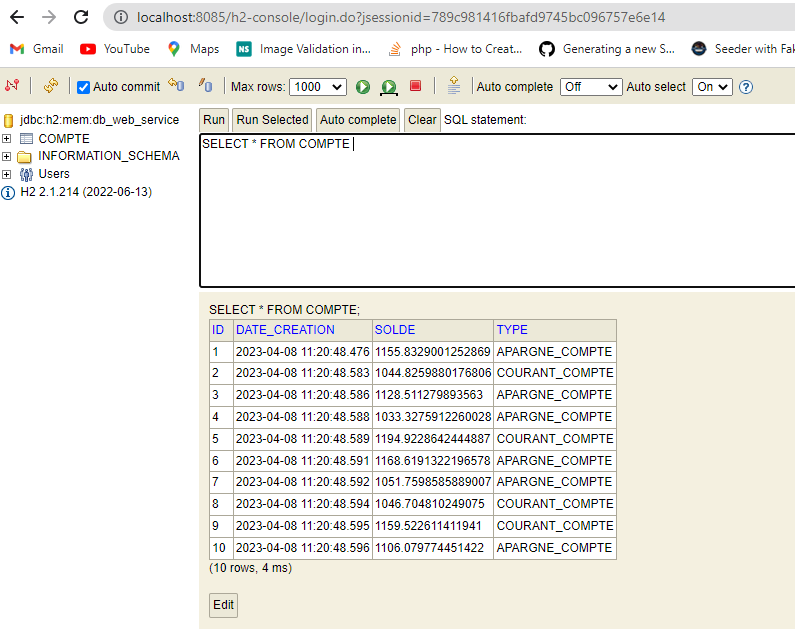 localhost:8085/h2-console/login.do?jsessionid=789c981416fbafd9745bc096757e6e14
Gmail YouTube Maps NS Image Validation in... php - How to Creat... Generating a new S... Seeder with Fak
Auto commit Max rows: 1000 Auto complete Off Auto select On ?
jdbc:h2:mem:db_web_service
COMPTE
INFORMATION_SCHEMA
Users
H2 2.1.214 (2022-06-13)
Run Run Selected Auto complete Clear SQL statement:
SELECT * FROM COMPTE
SELECT * FROM COMPTE;
ID DATE_CREATION SOLDE TYPE
1 2023-04-08 11:20:48.476 1155.8329001252869 APARGNE_COMPTE
2 2023-04-08 11:20:48.583 1044.8259880176806 COURANT_COMPTE
3 2023-04-08 11:20:48.586 1128.511279893563 APARGNE_COMPTE
4 2023-04-08 11:20:48.588 1033.3275912260028 APARGNE_COMPTE
5 2023-04-08 11:20:48.589 1194.9228642444887 COURANT_COMPTE
6 2023-04-08 11:20:48.591 1168.6191322196578 APARGNE_COMPTE
7 2023-04-08 11:20:48.592 1051.7598585889007 APARGNE_COMPTE
8 2023-04-08 11:20:48.594 1046.704810249075 COURANT_COMPTE
9 2023-04-08 11:20:48.595 1159.522611411941 COURANT_COMPTE
10 2023-04-08 11:20:48.596 1106.079774451422 APARGNE_COMPTE
(10 rows, 4 ms)
Edit